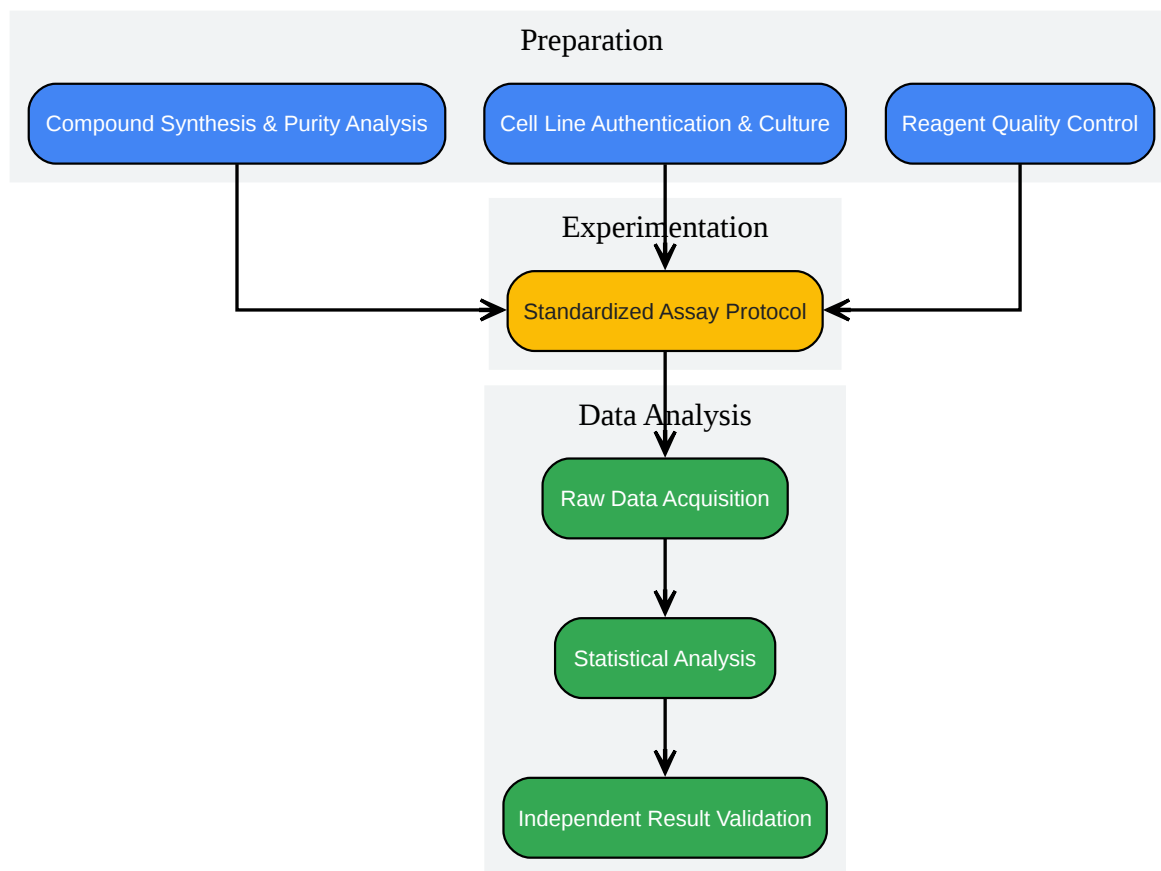 Preparation
Compound Synthesis & Purity Analysis
Cell Line Authentication & Culture
Reagent Quality Control
Experimentation
Standardized Assay Protocol
Data Analysis
Raw Data Acquisition
Statistical Analysis
Independent Result Validation